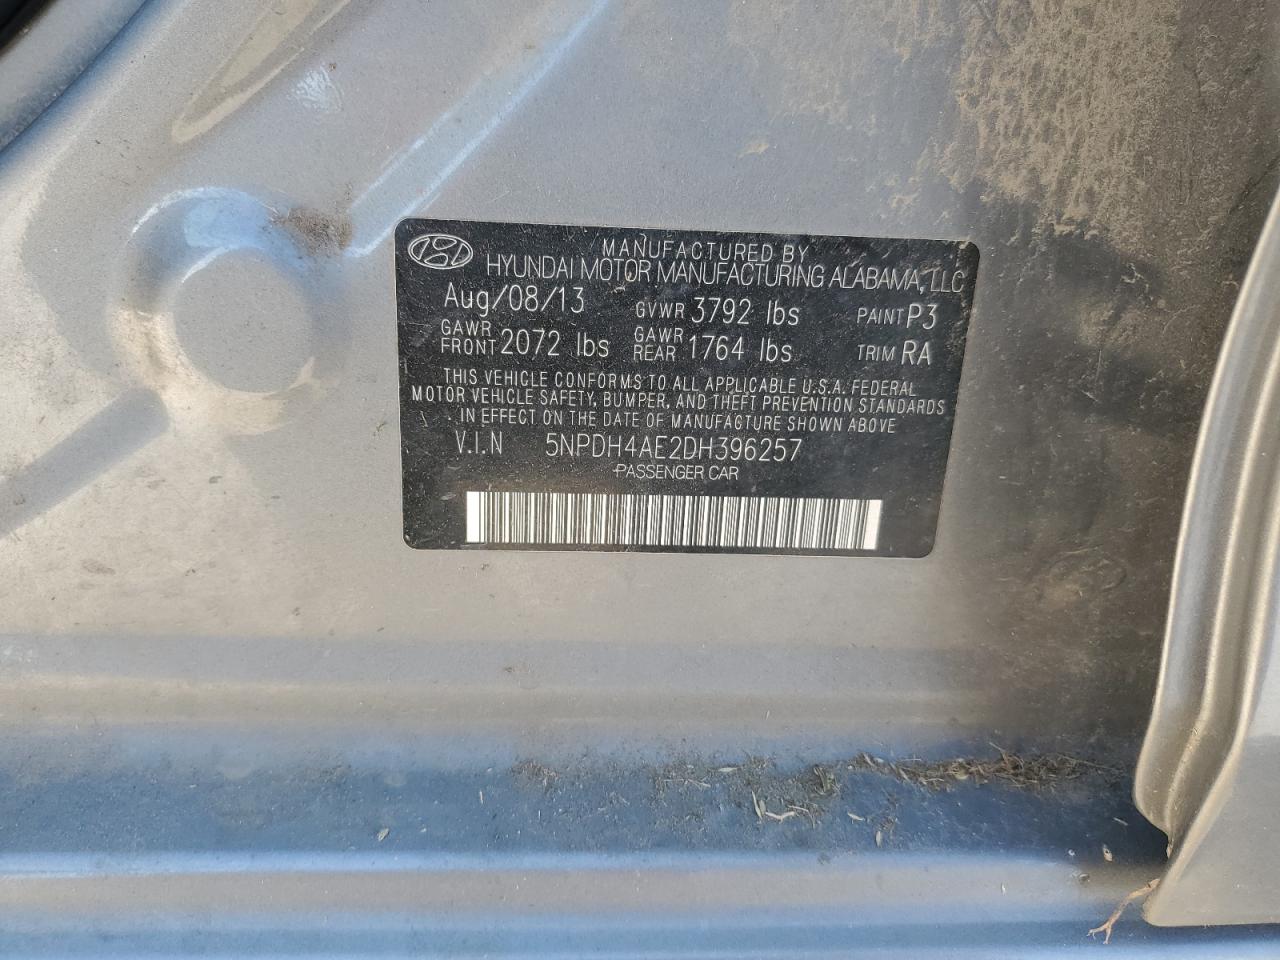 MANUFACTURED BY
HYUNDAI MOTOR MANUFACTURING ALABAMA, LLC
Aug/08/13 GVWR 3792 lbs PAINT P3
GAWR FRONT 2072 lbs GAWR REAR 1764 lbs TRIM RA
THIS VEHICLE CONFORMS TO ALL APPLICABLE U.S.A. FEDERAL
MOTOR VEHICLE SAFETY, BUMPER, AND THEFT PREVENTION STANDARDS
IN EFFECT ON THE DATE OF MANUFACTURE SHOWN ABOVE
V.I.N 5NPDH4AE2DH396257
PASSENGER CAR